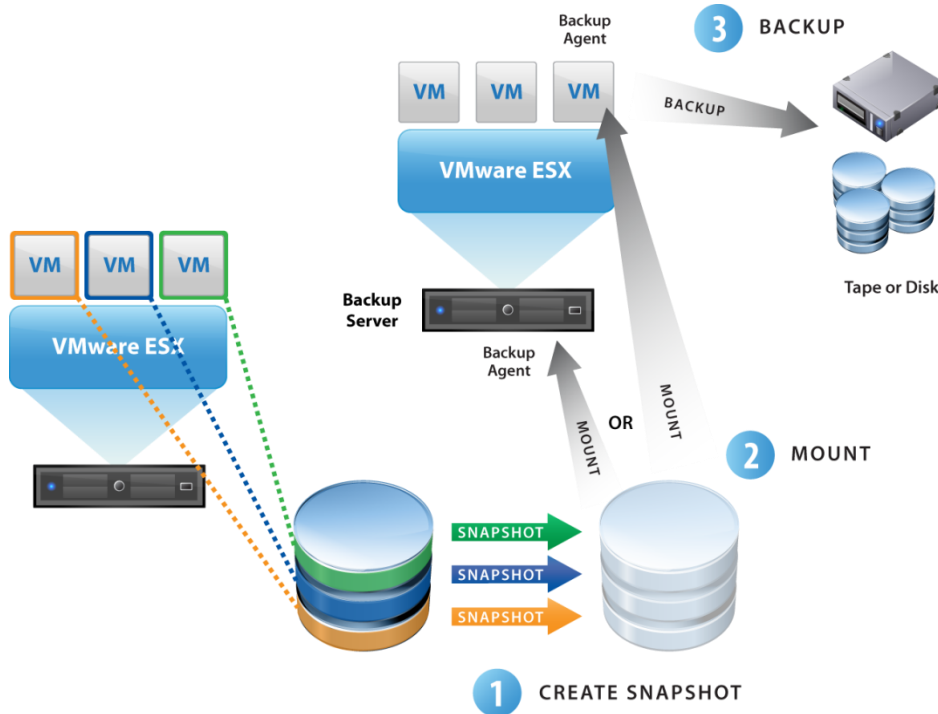 Backup
Agent
3 BACKUP
VM
VM
VM
BACKUP
VMware ESX
Tape or Disk
VM
VM
VM
VMware ESX
Backup
Server
Backup
Agent
MOUNT
OR
MOUNT
2 MOUNT
SNAPSHOT
SNAPSHOT
SNAPSHOT
1 CREATE SNAPSHOT